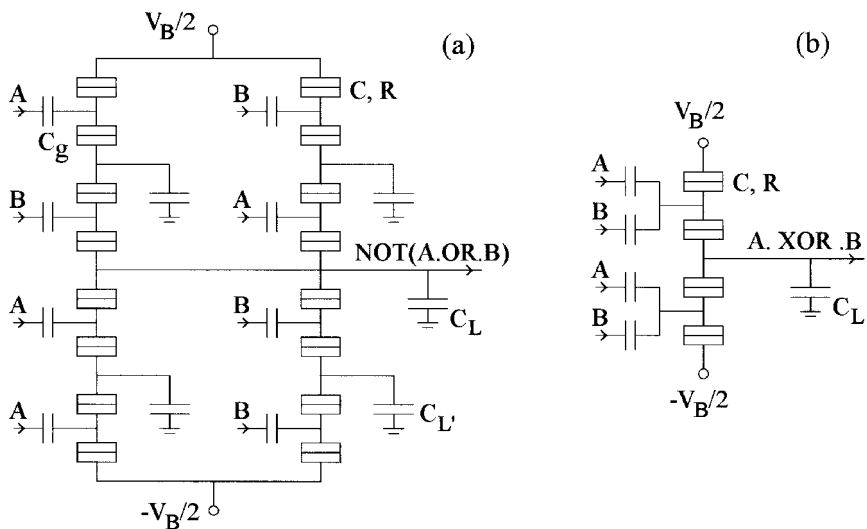 V_B/2
(a)
A
B
C, R
C_g
B
A
NOT(A.OR.B)
C_L
A
B
A
B
C_L'
-V_B/2
(b)
V_B/2
A
C, R
B
A. XOR .B
A
B
C_L
-V_B/2